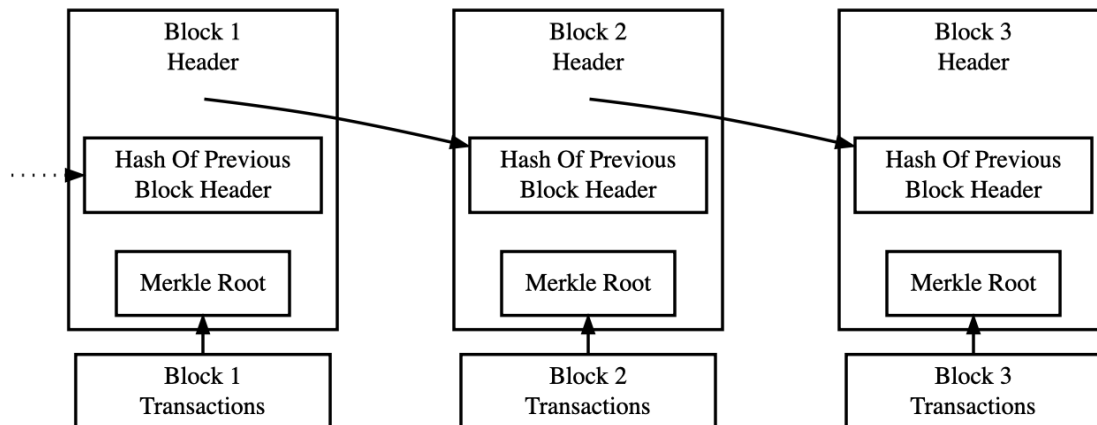 Block 1
Header
Block 2
Header
Block 3
Header
Hash Of Previous
Block Header
Hash Of Previous
Block Header
Hash Of Previous
Block Header
Merkle Root
Merkle Root
Merkle Root
Block 1
Transactions
Block 2
Transactions
Block 3
Transactions